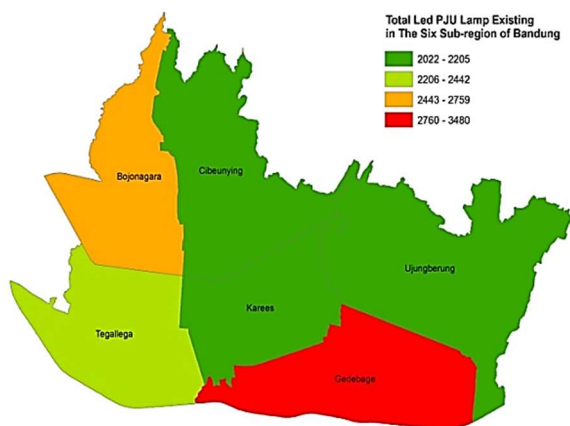 Total Led PJU Lamp Existing
in The Six Sub-region of Bandung
2022 - 2205
2206 - 2442
2443 - 2759
2760 - 3480
Bojonagara
Cibeunying
Ujungberung
Karees
Tegallega
Gedebage